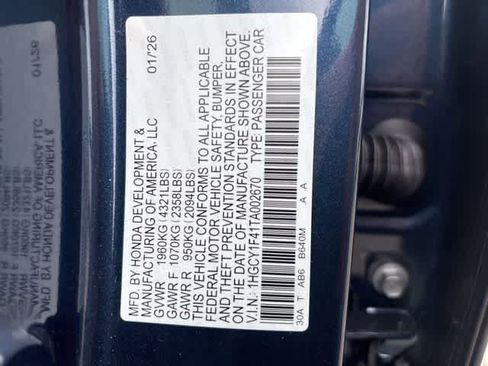 MFD. BY HONDA DEVELOPMENT & 01/26
MANUFACTURING OF AMERICA, LLC
GVWR 1960KG (4321LBS)
GAWR F 1070KG (2358LBS)
GAWR R 950KG (2094LBS)
THIS VEHICLE CONFORMS TO ALL APPLICABLE
FEDERAL MOTOR VEHICLE SAFETY, BUMPER,
AND THEFT PREVENTION STANDARDS IN EFFECT
ON THE DATE OF MANUFACTURE SHOWN ABOVE.
V.I.N.: 1HGCY1F41TA002670 TYPE: PASSENGER CAR
30A T AB6 B640M A A